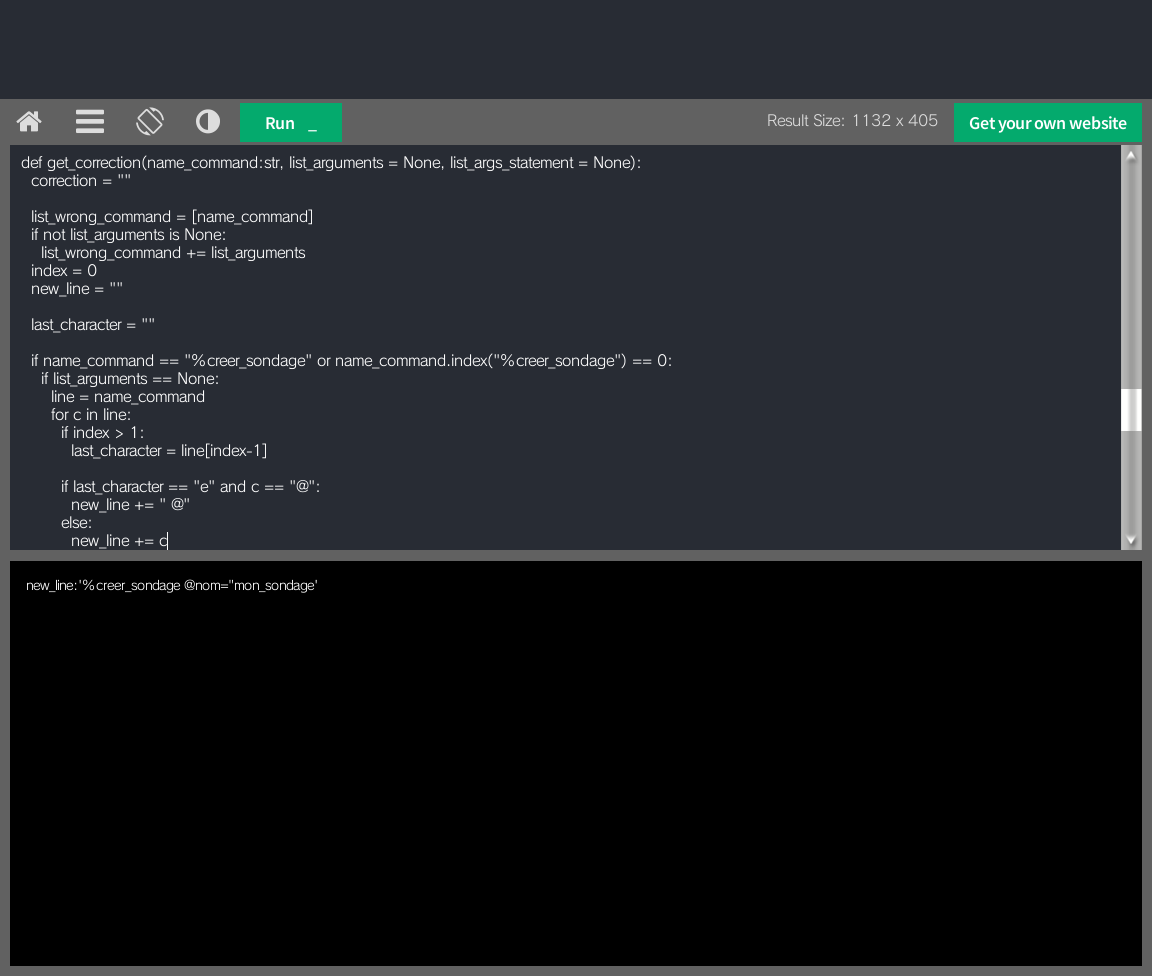 Run _
Result Size: 1132 x 405
Get your own website
def get_correction(name_command:str, list_arguments = None, list_args_statement = None):
correction = ""
list_wrong_command = [name_command]
if not list_arguments is None:
list_wrong_command += list_arguments
index = 0
new_line = ""
last_character = ""
if name_command == "%creer_sondage" or name_command.index("%creer_sondage") == 0:
if list_arguments == None:
line = name_command
for c in line:
if index > 1:
last_character = line[index-1]
if last_character == "e" and c == "@":
new_line += " @"
else:
new_line += c
new_line:'%creer_sondage @nom="mon_sondage'